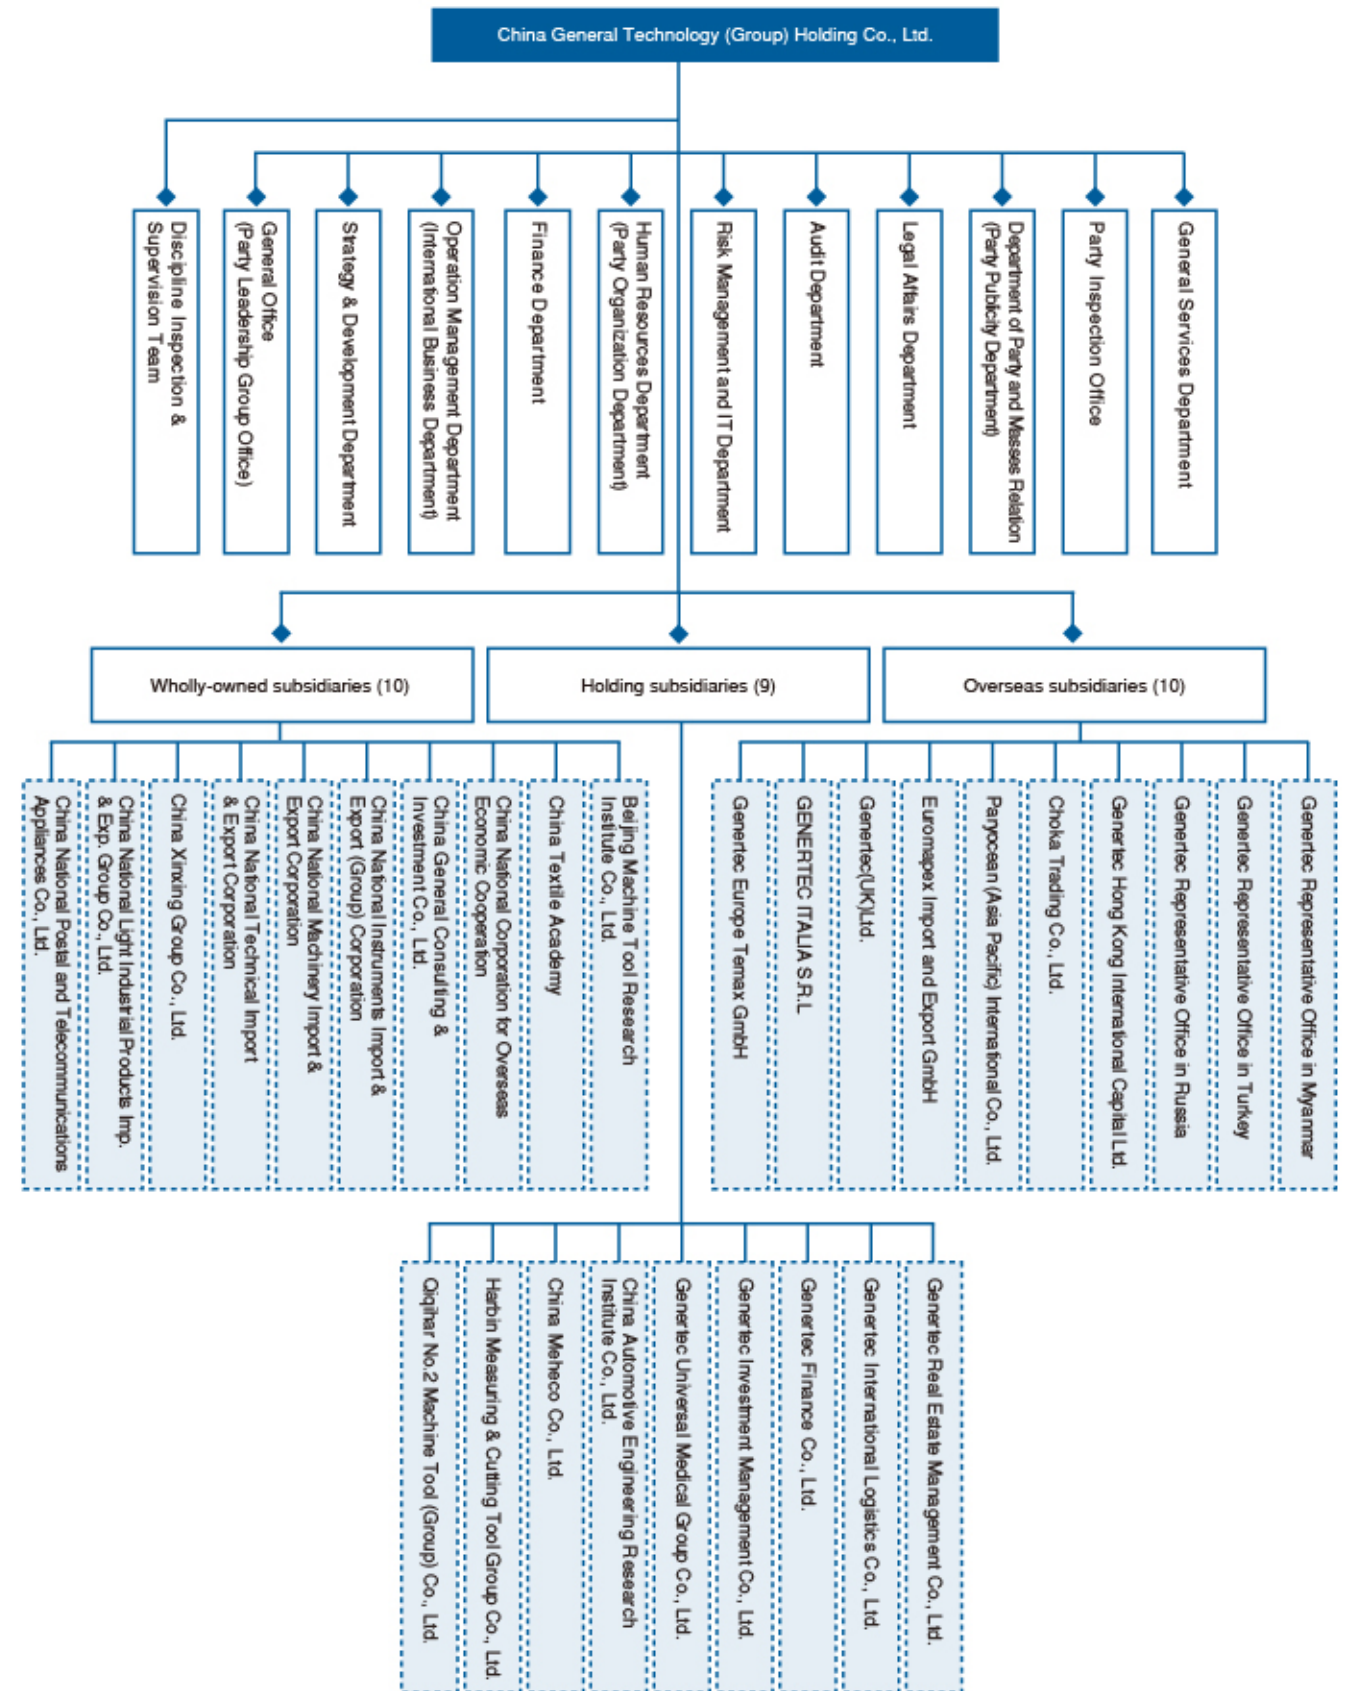 China General Technology (Group) Holding Co., Ltd.
Discipline Inspection &
Supervision Team
General Office
(Party Leadership Group Office)
Strategy & Development Department
Operation Management Department
(International Business Department)
Finance Department
Human Resources Department
(Party Organization Department)
Risk Management and IT Department
Audit Department
Legal Affairs Department
Department of Party and Masses Relation
(Party Publicity Department)
Party Inspection Office
General Services Department
Wholly-owned subsidiaries (10)
Holding subsidiaries (9)
Overseas subsidiaries (10)
China National Postal and Telecommunications
Appliances Co., Ltd.
China National Light Industrial Products Imp.
& Exp. Group Co., Ltd.
China Xinxing Group Co., Ltd.
China National Technical Import
& Export Corporation
China National Machinery Import &
Export Corporation
China National Instruments Import &
Export (Group) Corporation
China General Consulting &
Investment Co., Ltd.
China National Corporation for Overseas
Economic Cooperation
China Textile Academy
Beijing Machine Tool Research
Institute Co., Ltd.
Genertec Europe Temax GmbH
GENERTEC ITALIA S.R.L
Genertec(UK)Ltd.
Euromapex Import and Export GmbH
Paryocean (Asia Pacific) International Co., Ltd.
Choka Trading Co., Ltd.
Genertec Hong Kong International Capital Ltd.
Genertec Representative Office in Russia
Genertec Representative Office in Turkey
Genertec Representative Office in Myanmar
Qiqihar No.2 Machine Tool (Group) Co., Ltd.
Harbin Measuring & Cutting Tool Group Co., Ltd.
China Meheco Co., Ltd.
China Automotive Engineering Research
Institute Co., Ltd.
Genertec Universal Medical Group Co., Ltd.
Genertec Investment Management Co., Ltd.
Genertec Finance Co., Ltd.
Genertec International Logistics Co., Ltd.
Genertec Real Estate Management Co., Ltd.